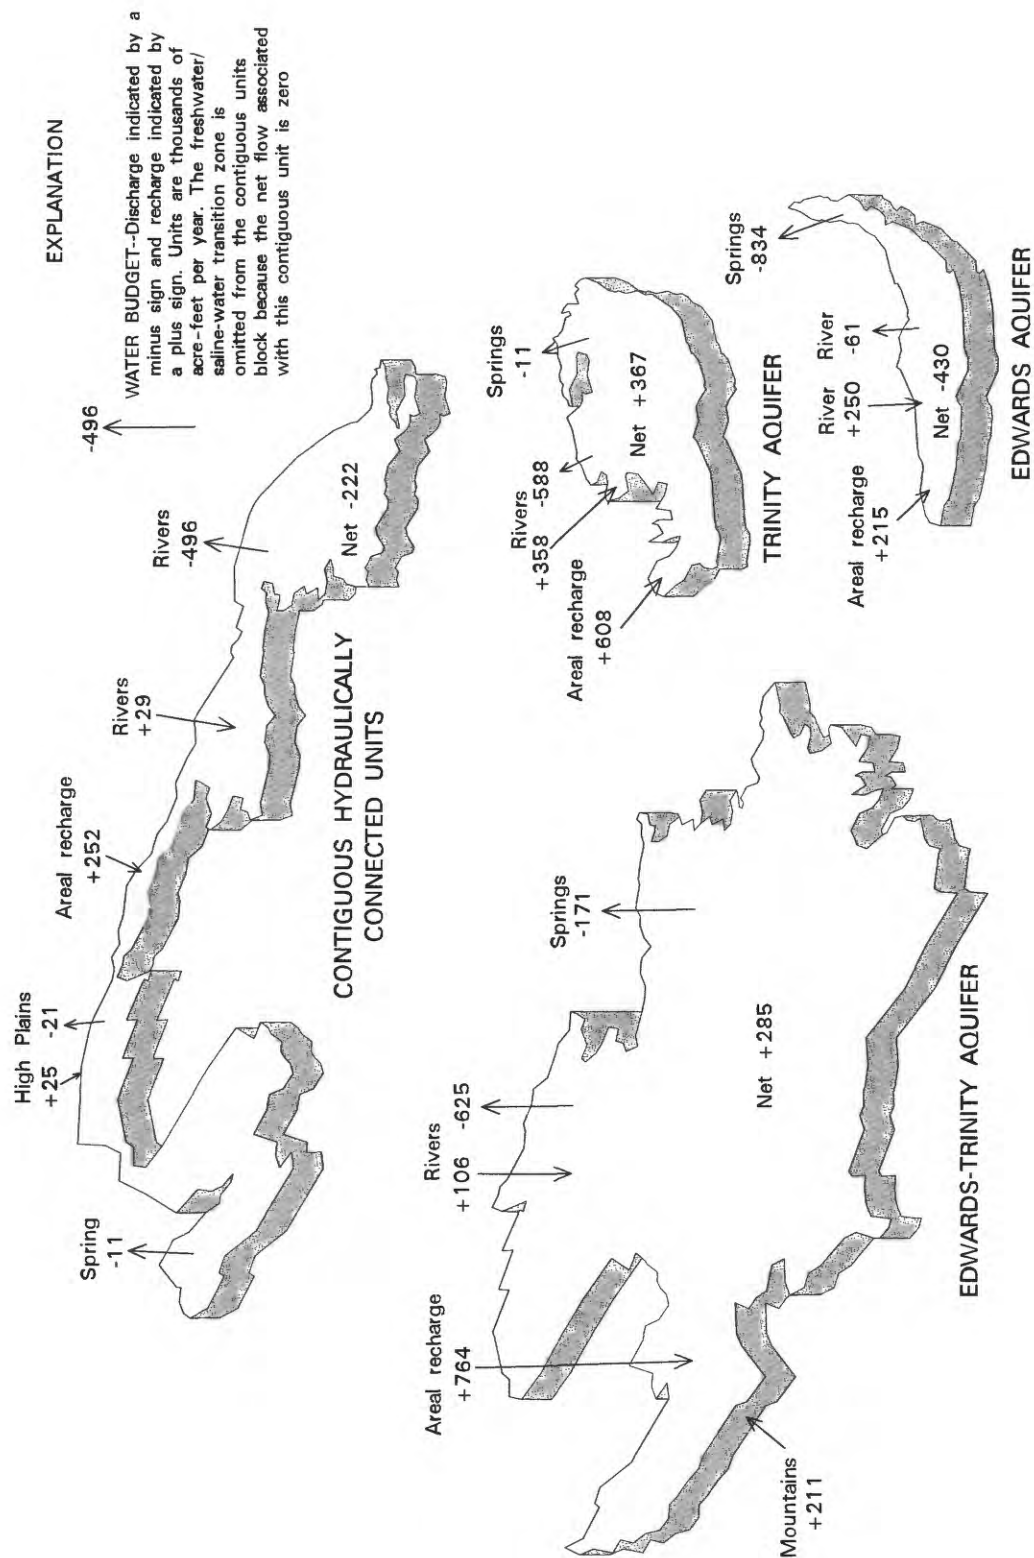 EXPLANATION
-496
WATER BUDGET--Discharge indicated by a
minus sign and recharge indicated by
a plus sign. Units are thousands of
acre-feet per year. The freshwater/
saline-water transition zone is
omitted from the contiguous units
block because the net flow associated
with this contiguous unit is zero
High Plains
+25 -21
Spring
-11
Areal recharge
+252
Rivers
+29
Rivers
-496
Net -222
CONTIGUOUS HYDRAULICALLY
CONNECTED UNITS
Areal recharge
+764
Rivers
+106 -625
Springs
-171
Net +285
Mountains
+211
EDWARDS-TRINITY AQUIFER
Springs
-11
Rivers
+358 -588
Areal recharge
+608
Net +367
TRINITY AQUIFER
Springs
-834
River River
+250 -61
Areal recharge
+215
Net -430
EDWARDS AQUIFER